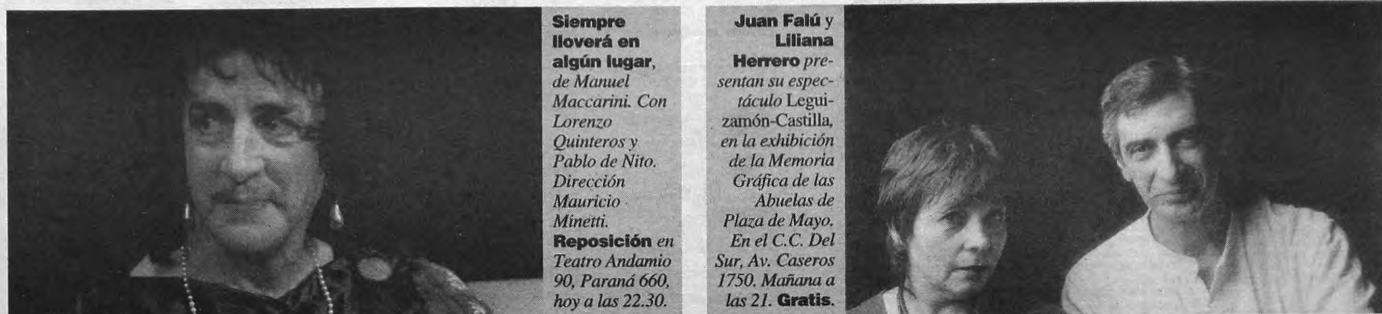 Siempre
lloverá en
algún lugar,
de Manuel
Maccarini. Con
Lorenzo
Quinteros y
Pablo de Nito.
Dirección
Mauricio
Minetti.
Reposición en
Teatro Andamio
90, Paraná 660,
hoy a las 22.30.
Juan Falú y
Liliana
Herrero pre-
sentan su espec-
táculo Legui-
zamón-Castilla,
en la exhibición
de la Memoria
Gráfica de las
Abuelas de
Plaza de Mayo.
En el C.C. Del
Sur, Av. Caseros
1750. Mañana a
las 21. Gratis.